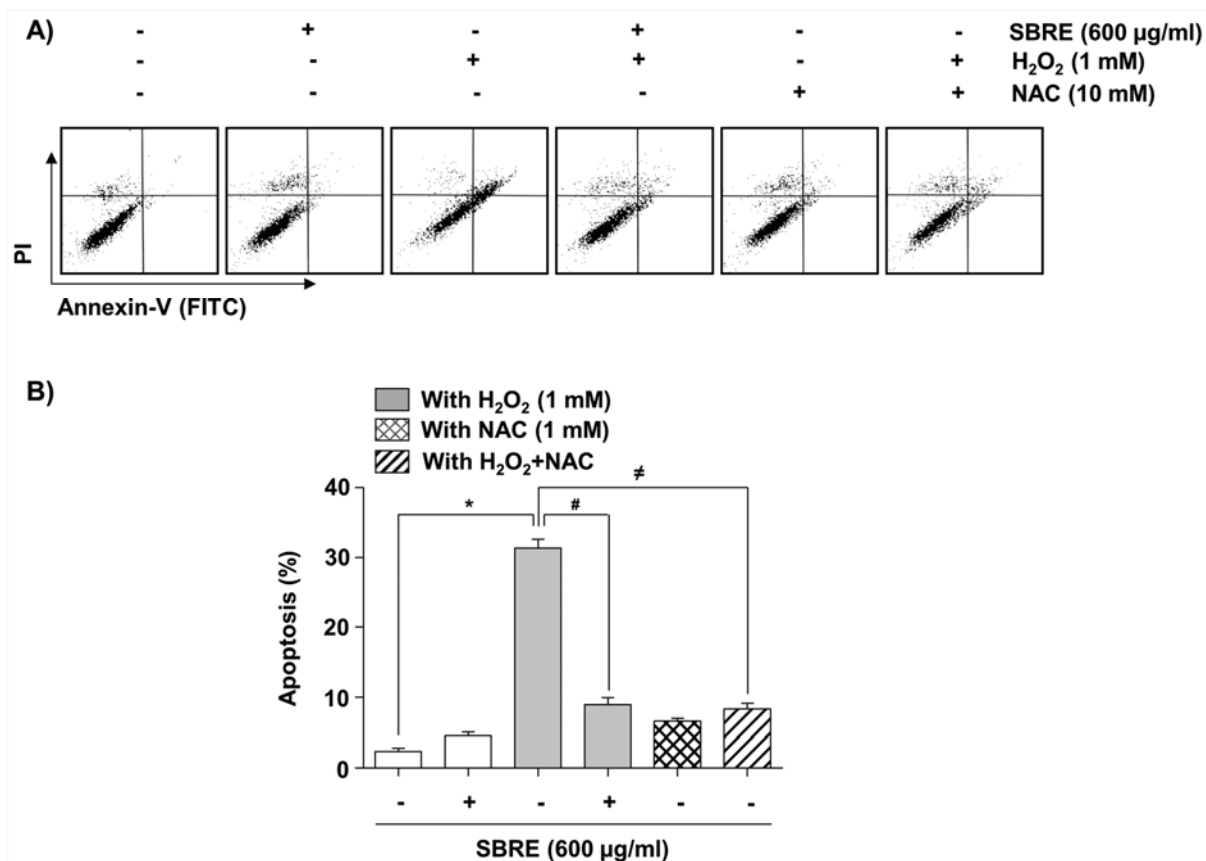 A)
- + - + - - SBRE (600 µg/ml)
- - + + - + H₂O₂ (1 mM)
- - - - + + NAC (10 mM)
PI
Annexin-V (FITC)
B)
With H₂O₂ (1 mM)
With NAC (1 mM)
With H₂O₂+NAC
≠
* #
Apoptosis (%)
40
30
20
10
0
- + - + - -
SBRE (600 µg/ml)